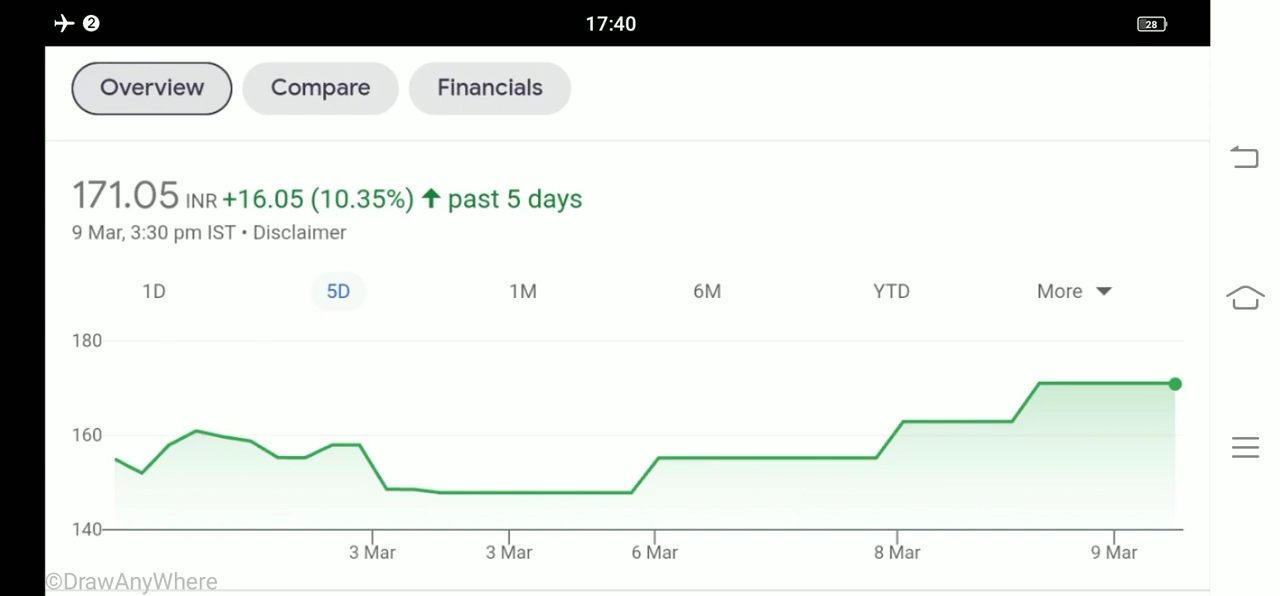 2 17:40 28
Overview Compare Financials
171.05 INR +16.05 (10.35%) ↑ past 5 days
9 Mar, 3:30 pm IST • Disclaimer
1D 5D 1M 6M YTD More
180
160
140
3 Mar 3 Mar 6 Mar 8 Mar 9 Mar
©DrawAnyWhere